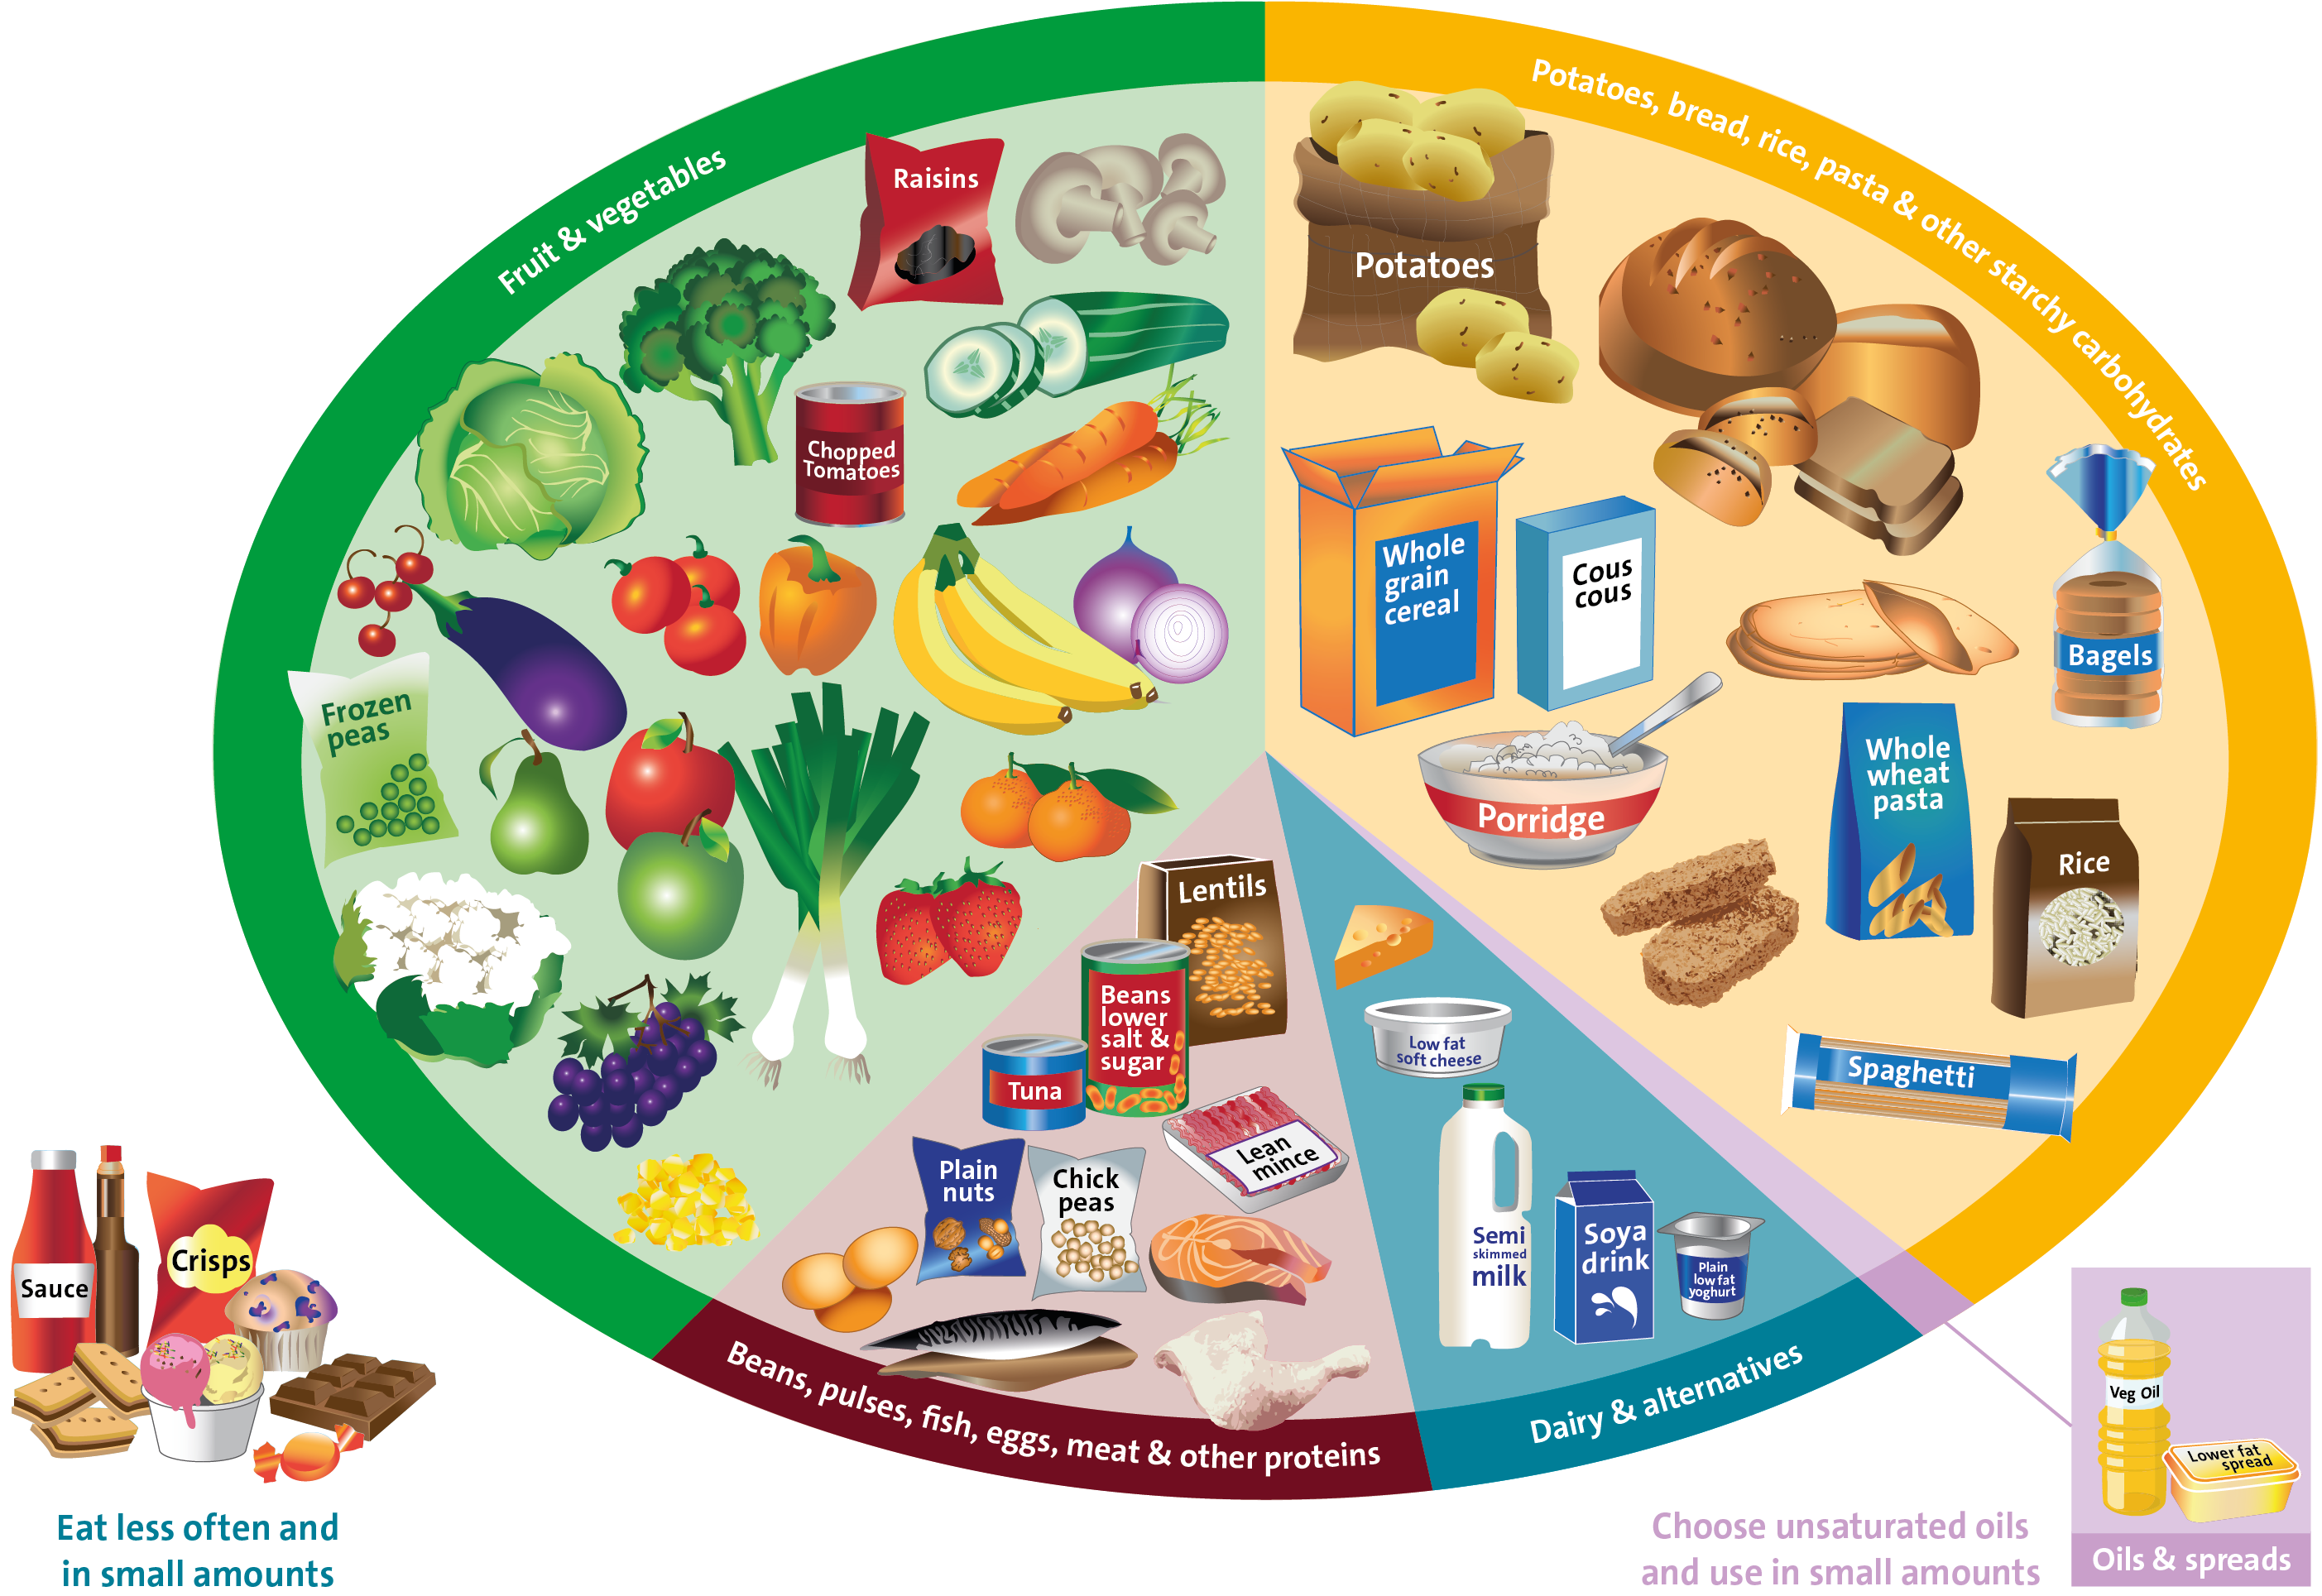 Fruit & vegetables
Potatoes, bread, rice, pasta & other starchy carbohydrates
Raisins
Potatoes
Chopped
Tomatoes
Whole
grain
cereal
Cous
cous
Bagels
Frozen
peas
Porridge
Whole
wheat
pasta
Rice
Lentils
Beans
lower
salt &
sugar
Tuna
Low fat
soft cheese
Spaghetti
Plain
nuts
Chick
peas
Lean
mince
Semi
skimmed
milk
Soya
drink
Plain
low fat
yoghurt
Sauce
Crisps
Beans, pulses, fish, eggs, meat & other proteins
Dairy & alternatives
Veg Oil
Lower fat
spread
Eat less often and
in small amounts
Choose unsaturated oils
and use in small amounts
Oils & spreads